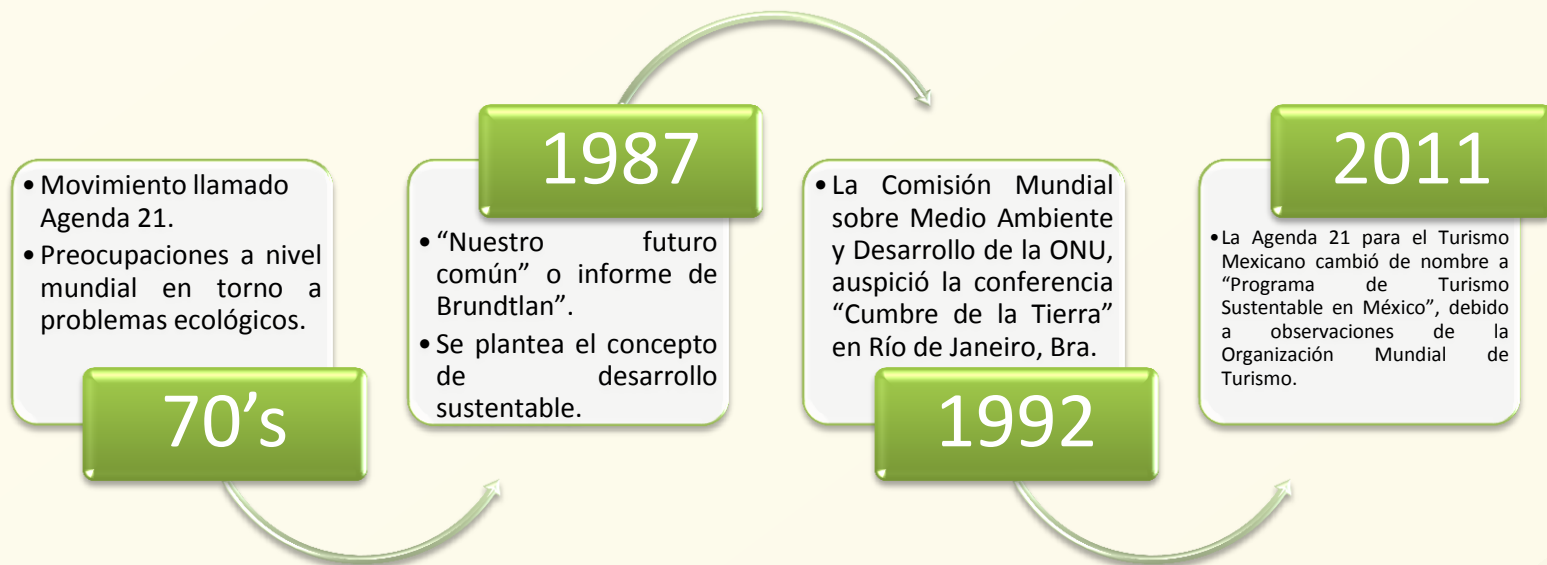 • Movimiento llamado
Agenda 21.
• Preocupaciones a nivel
mundial en torno a
problemas ecológicos.
70’s
1987
• “Nuestro futuro
común” o informe de
Brundtlan”.
• Se plantea el concepto
de desarrollo
sustentable.
• La Comisión Mundial
sobre Medio Ambiente
y Desarrollo de la ONU,
auspició la conferencia
“Cumbre de la Tierra”
en Río de Janeiro, Bra.
1992
2011
• La Agenda 21 para el Turismo
Mexicano cambió de nombre a
“Programa de Turismo
Sustentable en México”, debido
a observaciones de la
Organización Mundial de
Turismo.